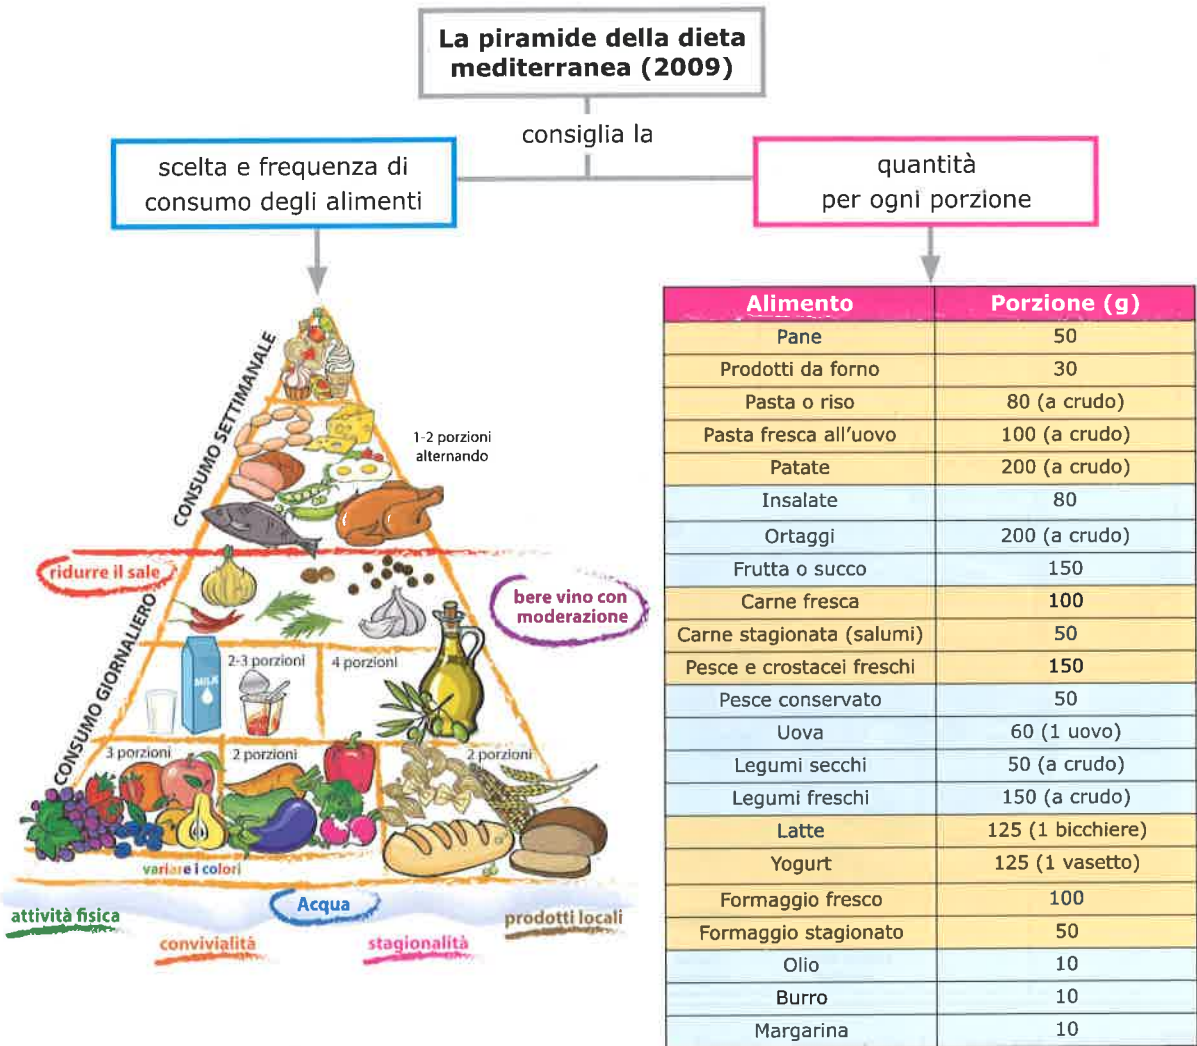 La piramide della dieta
mediterranea (2009)
consiglia la
scelta e frequenza di
consumo degli alimenti
quantità
per ogni porzione
CONSUMO SETTIMANALE
1-2 porzioni
alternando
ridurre il sale
bere vino con
moderazione
CONSUMO GIORNALIERO
MILK
2-3 porzioni
4 porzioni
3 porzioni
2 porzioni
2 porzioni
variare i colori
Acqua
attività fisica
prodotti locali
convivialità
stagionalità
Alimento Porzione (g)
Pane 50
Prodotti da forno 30
Pasta o riso 80 (a crudo)
Pasta fresca all'uovo 100 (a crudo)
Patate 200 (a crudo)
Insalate 80
Ortaggi 200 (a crudo)
Frutta o succo 150
Carne fresca 100
Carne stagionata (salumi) 50
Pesce e crostacei freschi 150
Pesce conservato 50
Uova 60 (1 uovo)
Legumi secchi 50 (a crudo)
Legumi freschi 150 (a crudo)
Latte 125 (1 bicchiere)
Yogurt 125 (1 vasetto)
Formaggio fresco 100
Formaggio stagionato 50
Olio 10
Burro 10
Margarina 10